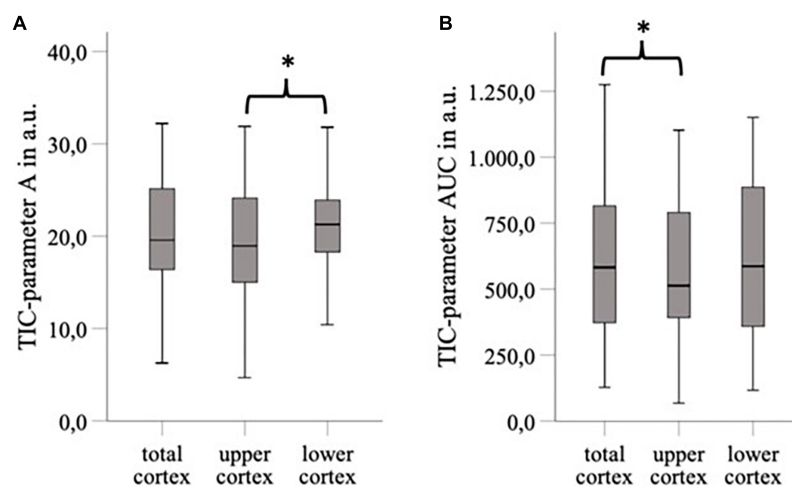 A
TIC-parameter A in a.u.
40,0
30,0
20,0
10,0
0,0
*
total
cortex
upper
cortex
lower
cortex
B
TIC-parameter AUC in a.u.
1.250,0
1.000,0
750,0
500,0
250,0
0,0
*
total
cortex
upper
cortex
lower
cortex